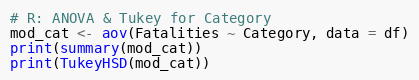 # R: ANOVA & Tukey for Category
mod_cat <- aov(Fatalities ~ Category, data = df)
print(summary(mod_cat))
print(TukeyHSD(mod_cat))